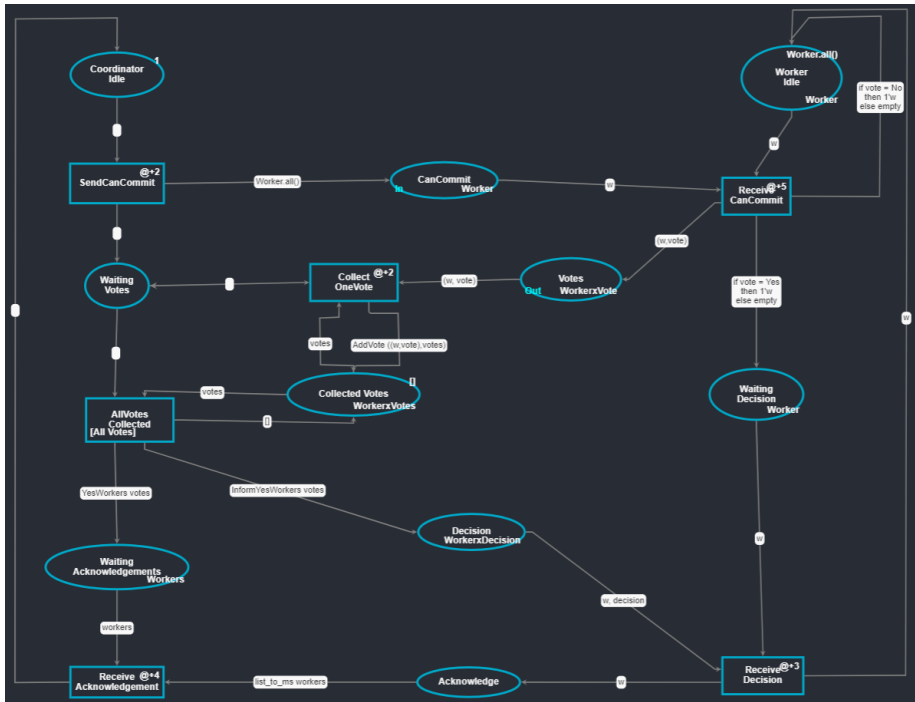 1
Coordinator
Idle
Worker.all()
Worker
Idle
Worker
if vote = No
then 1'w
else empty
w
@+2
SendCanCommit
Worker.all()
CanCommit
In
Worker
w
@+5
Receive
CanCommit
(w,vote)
Waiting
Votes
@+2
Collect
OneVote
(w, vote)
Votes
Out
WorkerxVote
if vote = Yes
then 1'w
else empty
w
votes
AddVote ((w,vote),votes)
[]
Collected Votes
WorkerxVotes
votes
[]
AllVotes
Collected
[All Votes]
Waiting
Decision
Worker
YesWorkers votes
InformYesWorkers votes
Decision
WorkerxDecision
w
Waiting
Acknowledgements
Workers
w, decision
workers
@+4
Receive
Acknowledgement
list_to_ms workers
Acknowledge
w
@+3
Receive
Decision